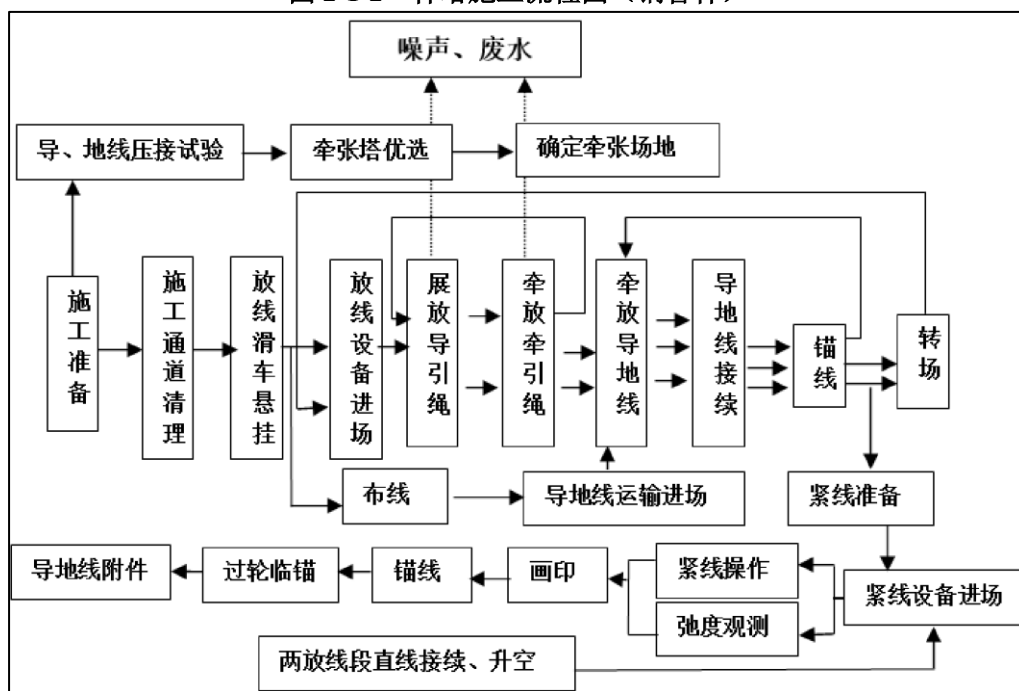 噪声、废水
导、地线压接试验
牵张塔优选
确定牵张场地
施工准备
施工通道清理
放线滑车悬挂
放线设备进场
展放导引绳
牵放牵引绳
牵放导地线
导地线接续
锚线
转场
布线
导地线运输进场
紧线准备
导地线附件
过轮临锚
锚线
画印
紧线操作
弛度观测
紧线设备进场
两放线段直线接续、升空